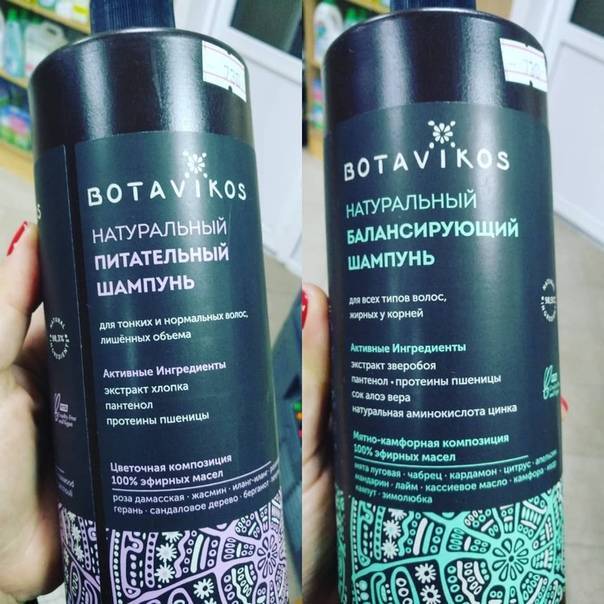 BOTAVIKOS
НАТУРАЛЬНЫЙ
ПИТАТЕЛЬНЫЙ
ШАМПУНЬ
для тонких и нормальных волос,
лишённых объема
Активные Ингредиенты
экстракт хлопка
пантенол
протеины пшеницы
Цветочная композиция
100% эфирных масел
роза дамасская · жасмин · иланг-иланг
герань · сандаловое дерево · бергамот
BOTAVIKOS
НАТУРАЛЬНЫЙ
БАЛАНСИРУЮЩИЙ
ШАМПУНЬ
для всех типов волос,
жирных у корней
Активные Ингредиенты
экстракт зверобоя
пантенол · протеины пшеницы
сок алоэ вера
натуральная аминокислота цинка
Мятно-камфорная композиция
100% эфирных масел
мята луговая · чабрец · кардамон · цитрус · апельсин
мандарин · лайм · кассиевое масло · камфора
каяпут · зимолюбка